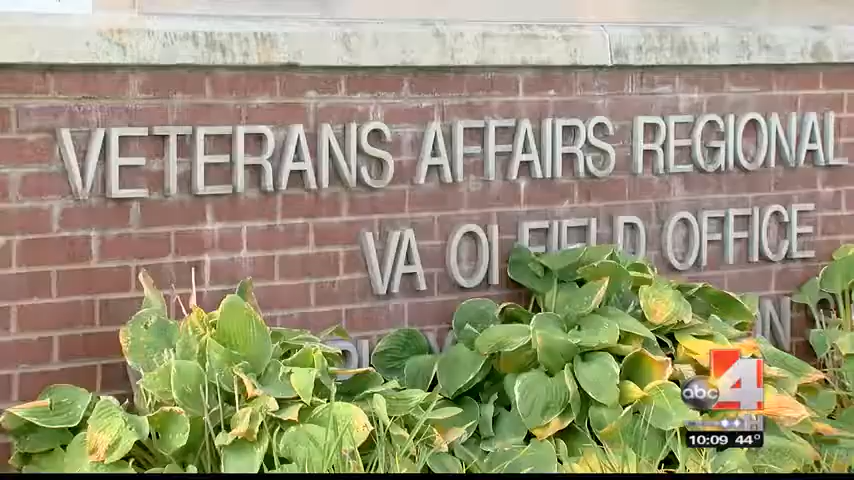 VETERANS AFFAIRS REGIONAL
VA OI FIELD OFFICE
abc 4
10:09 44°